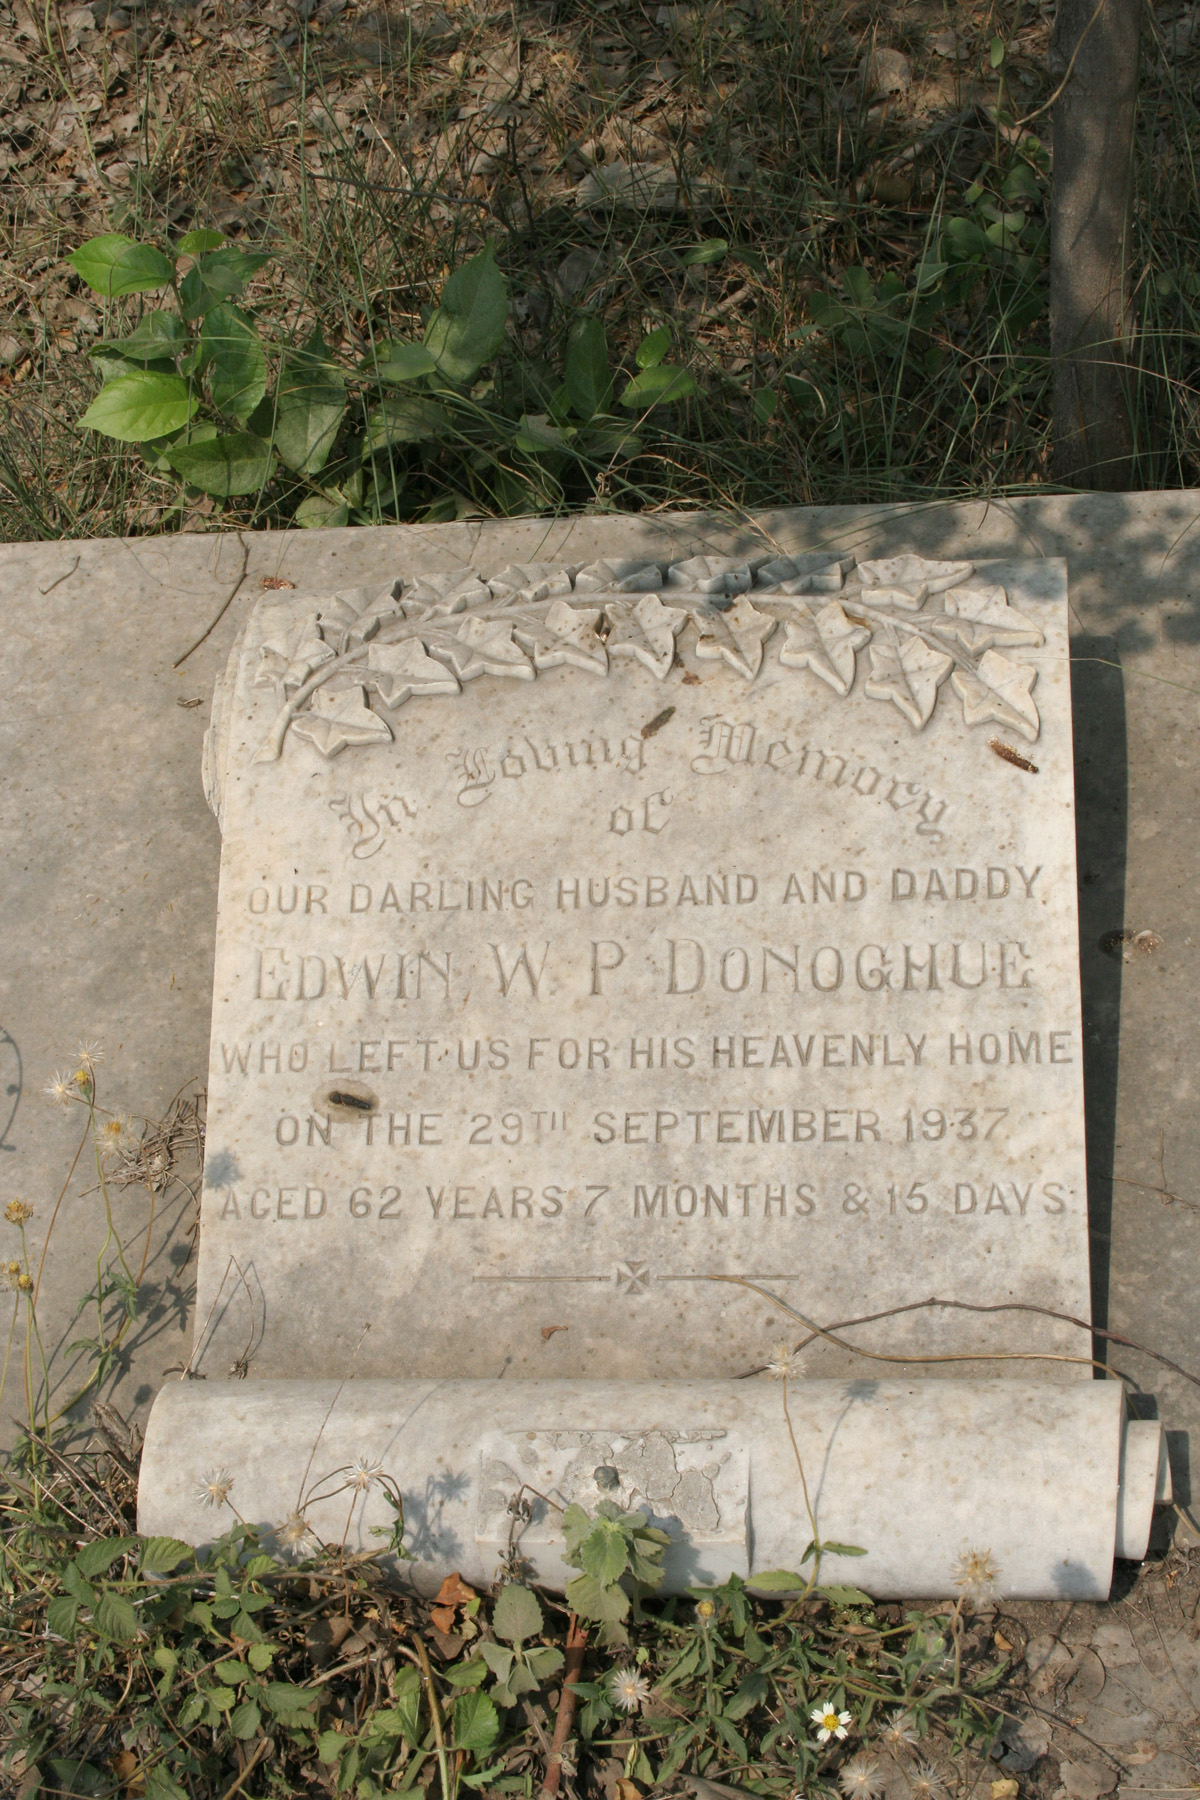 In Loving Memory
of
OUR DARLING HUSBAND AND DADDY
EDWIN W. P. DONOGHUE
WHO LEFT US FOR HIS HEAVENLY HOME
ON THE 29TH SEPTEMBER 1937
AGED 62 YEARS 7 MONTHS & 15 DAYS.